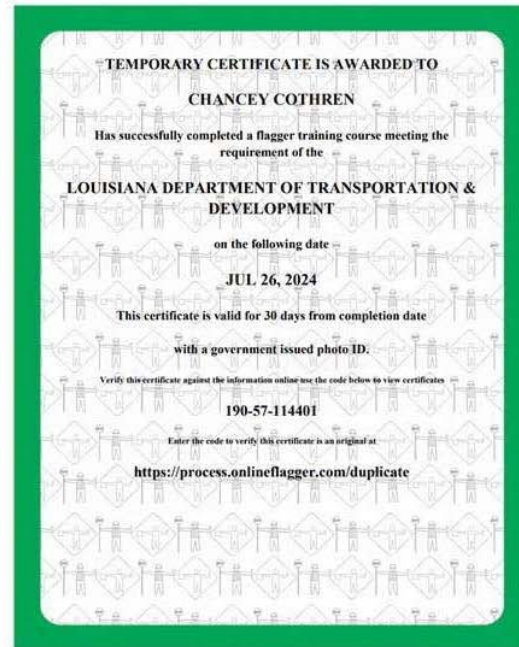 TEMPORARY CERTIFICATE IS AWARDED TO
CHANCEY COTHREN
Has successfully completed a flagger training course meeting the
requirement of the
LOUISIANA DEPARTMENT OF TRANSPORTATION &
DEVELOPMENT
on the following date
JUL 26, 2024
This certificate is valid for 30 days from completion date
with a government issued photo ID.
Verify this certificate against the information online use the code below to view certificates
190-57-114401
Enter the code to verify this certificate is an original at
https://process.onlineflagger.com/duplicate